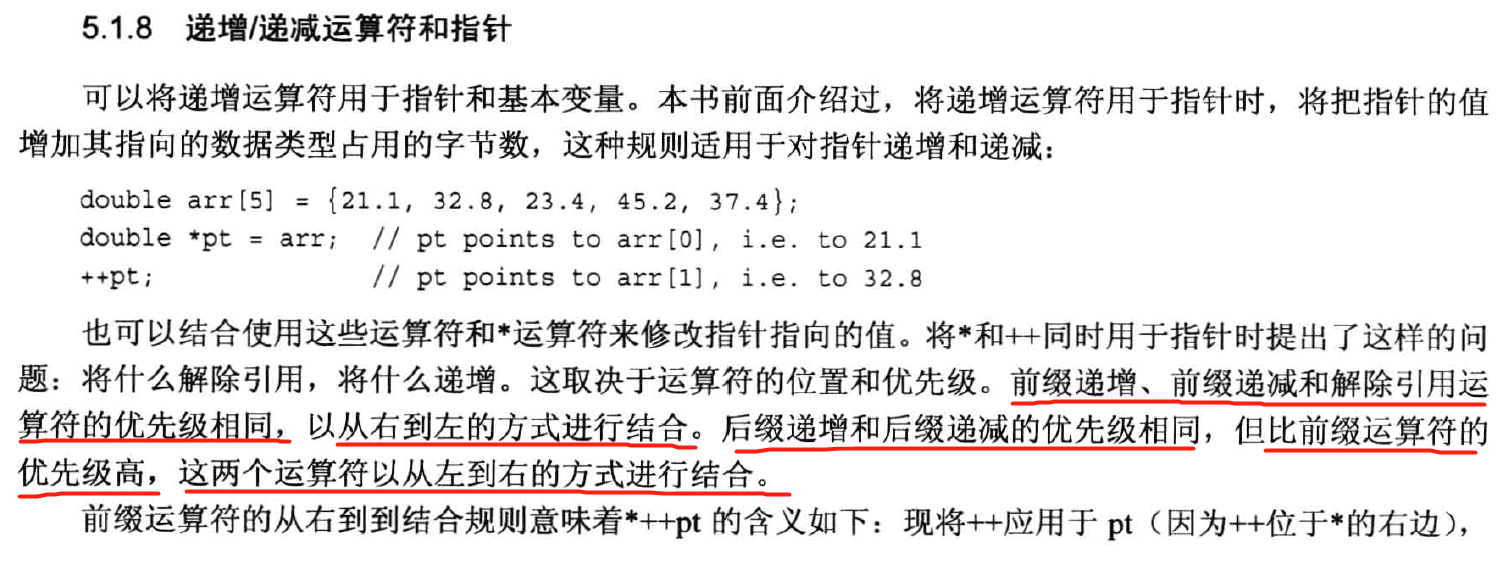 5.1.8 递增/递减运算符和指针
可以将递增运算符用于指针和基本变量。本书前面介绍过，将递增运算符用于指针时，将把指针的值
增加其指向的数据类型占用的字节数，这种规则适用于对指针递增和递减：
double arr[5] = {21.1, 32.8, 23.4, 45.2, 37.4};
double *pt = arr;  // pt points to arr[0], i.e. to 21.1
++pt;              // pt points to arr[1], i.e. to 32.8
也可以结合使用这些运算符和*运算符来修改指针指向的值。将*和++同时用于指针时提出了这样的问
题：将什么解除引用，将什么递增。这取决于运算符的位置和优先级。前缀递增、前缀递减和解除引用运
算符的优先级相同，以从右到左的方式进行结合。后缀递增和后缀递减的优先级相同，但比前缀运算符的
优先级高，这两个运算符以从左到右的方式进行结合。
前缀运算符的从右到到结合规则意味着*++pt 的含义如下：现将++应用于 pt（因为++位于*的右边），